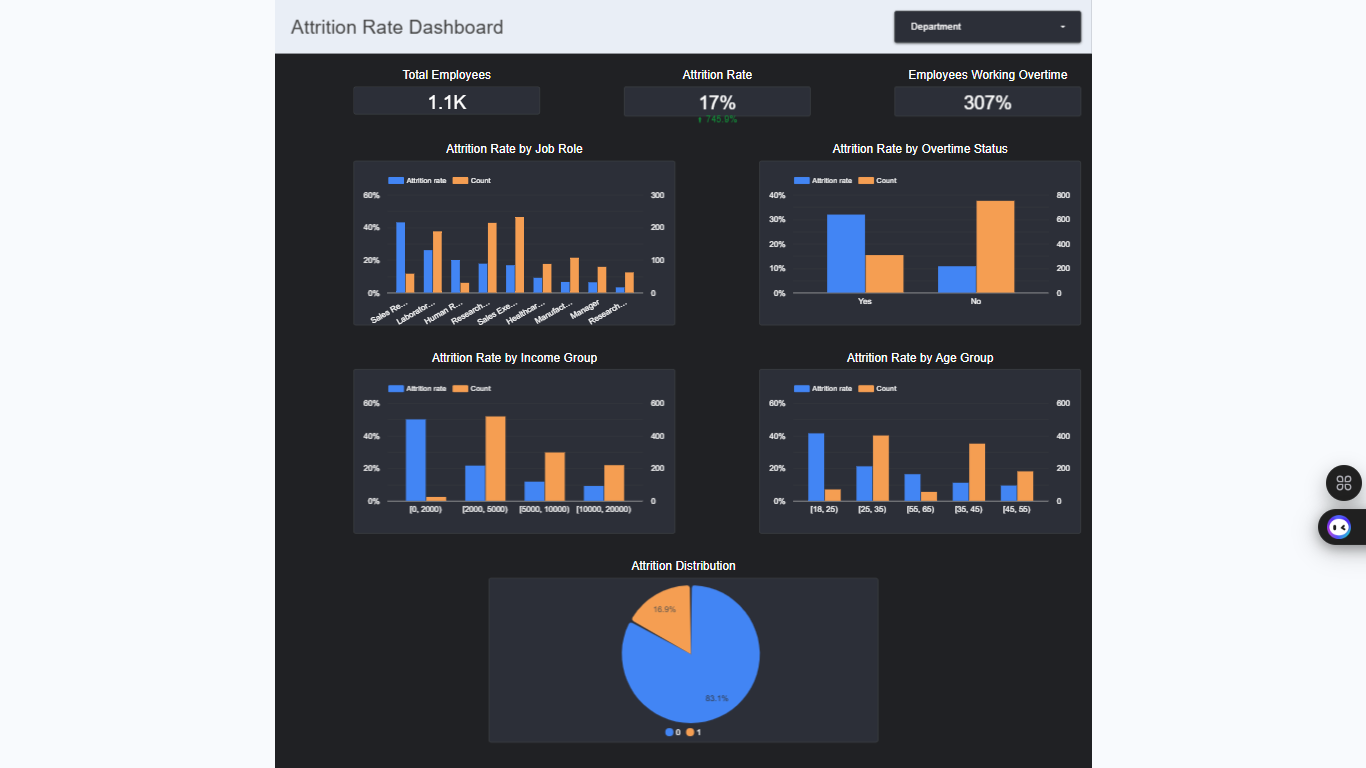 Attrition Rate Dashboard
Department
Total Employees
Attrition Rate
Employees Working Overtime
1.1K
17%
307%
745.9%
Attrition Rate by Job Role
Attrition Rate by Overtime Status
Attrition rate Count
60%
40%
20%
0%
300
200
100
0
Sales Re...
Laborator...
Human R...
Research...
Sales Exe...
Healthcar...
Manufact...
Manager
Research...
Attrition rate Count
40%
30%
20%
10%
0%
800
600
400
200
0
Yes No
Attrition Rate by Income Group
Attrition Rate by Age Group
Attrition rate Count
60%
40%
20%
0%
600
400
200
0
[0, 2000) [2000, 5000) [5000, 10000) [10000, 20000)
Attrition rate Count
60%
40%
20%
0%
600
400
200
0
[18, 25) [25, 35) [55, 65) [35, 45) [45, 55)
Attrition Distribution
16.9%
83.1%
0 1